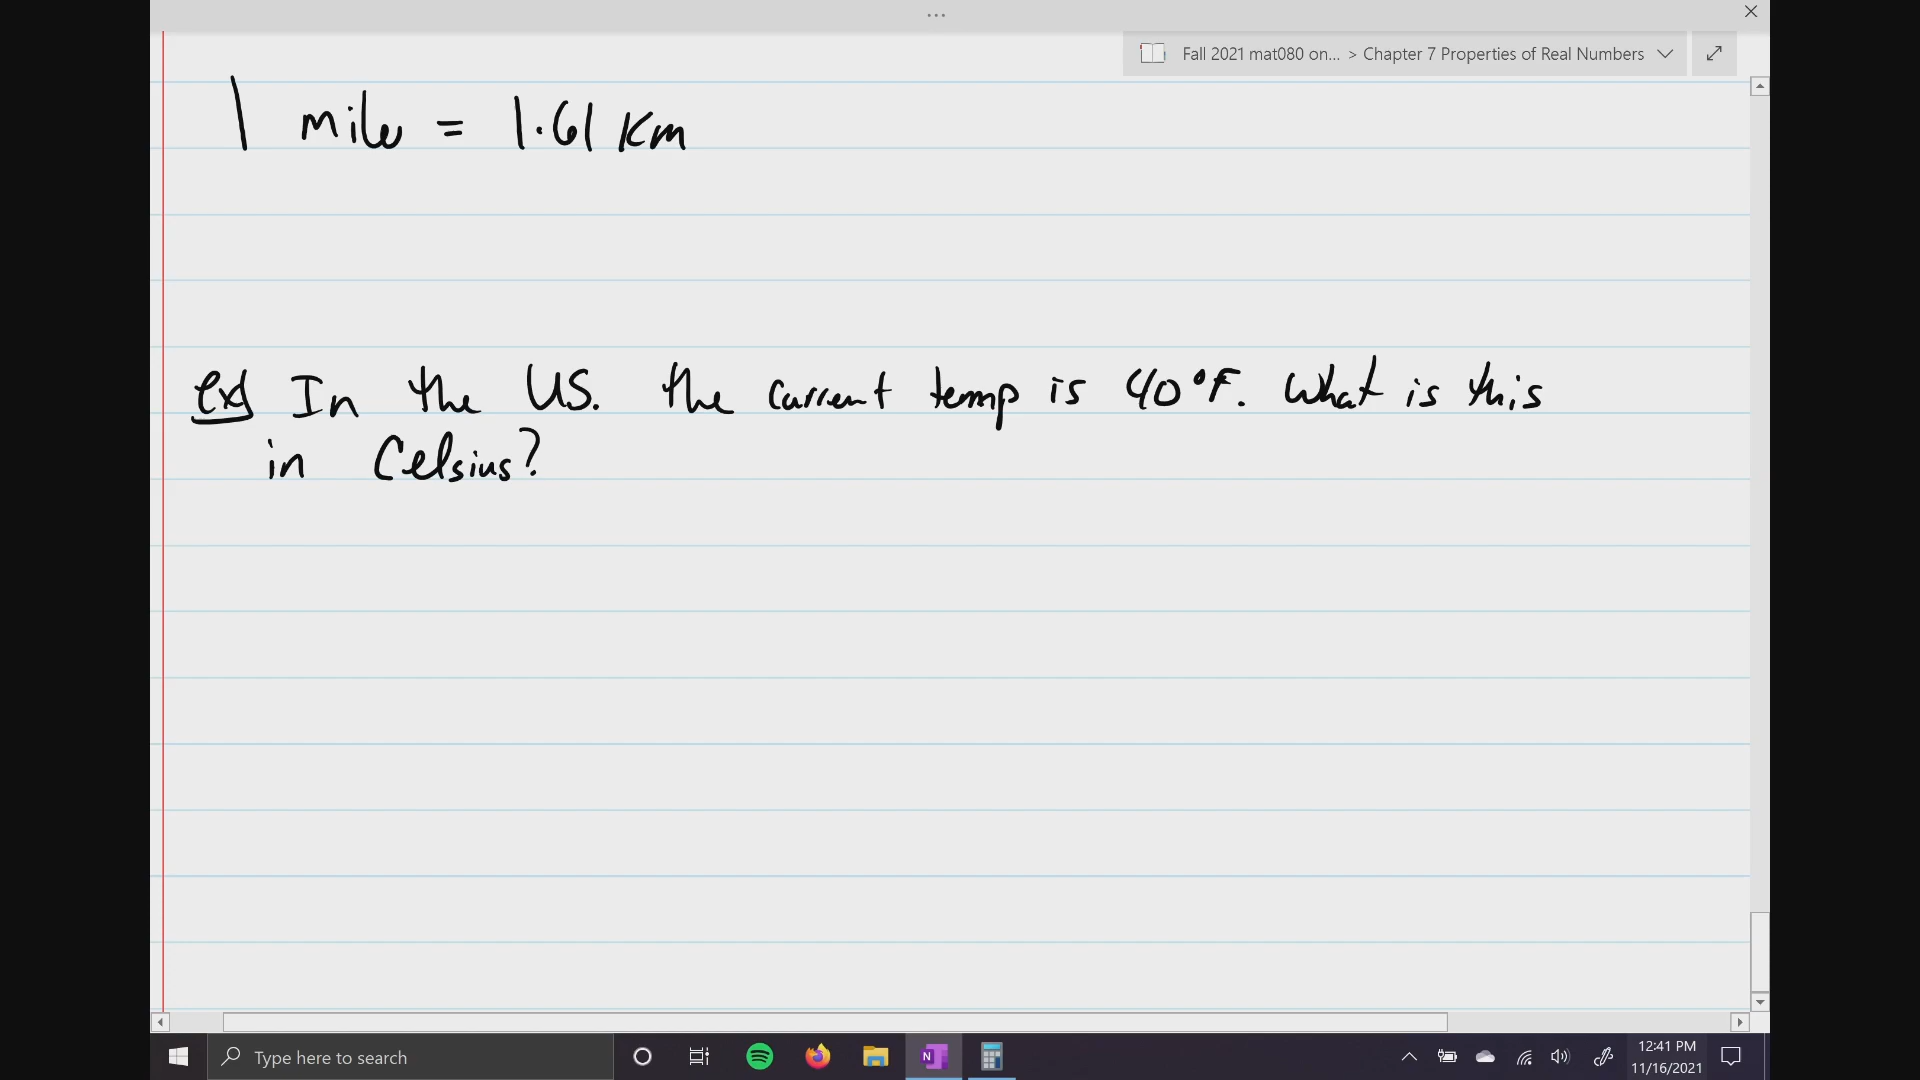 ...
Fall 2021 mat080 on... > Chapter 7 Properties of Real Numbers
1 mile = 1.61 km
ex) In the US. the current temp is 40°F. What is this
in Celsius?
Type here to search
N
12:41 PM
11/16/2021